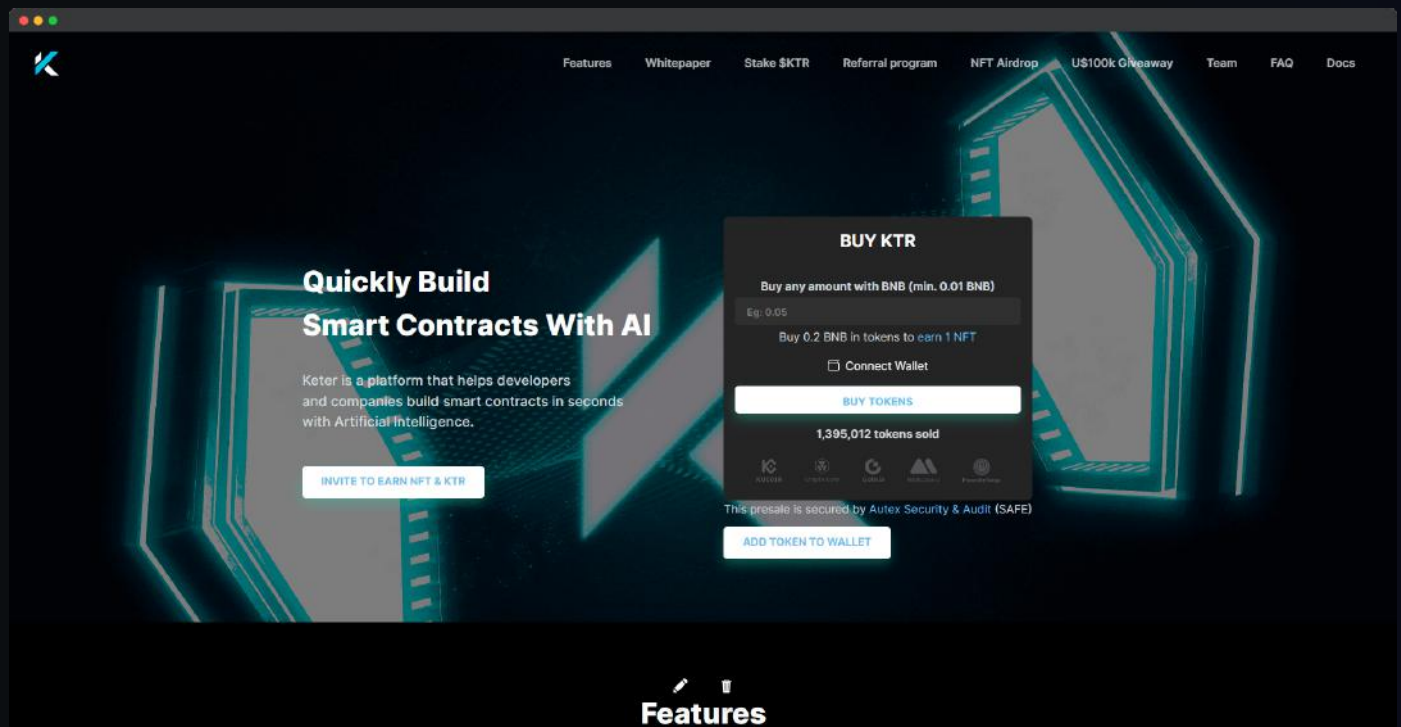 Features Whitepaper Stake $KTR Referral program NFT Airdrop U$100k Giveaway Team FAQ Docs
Quickly Build
Smart Contracts With AI
Keter is a platform that helps developers
and companies build smart contracts in seconds
with Artificial Intelligence.
INVITE TO EARN NFT & KTR
BUY KTR
Buy any amount with BNB (min. 0.01 BNB)
Eg: 0.05
Buy 0.2 BNB in tokens to earn 1 NFT
Connect Wallet
BUY TOKENS
1,395,012 tokens sold
KUCOIN
This presale is secured by Autex Security & Audit (SAFE)
ADD TOKEN TO WALLET
Features